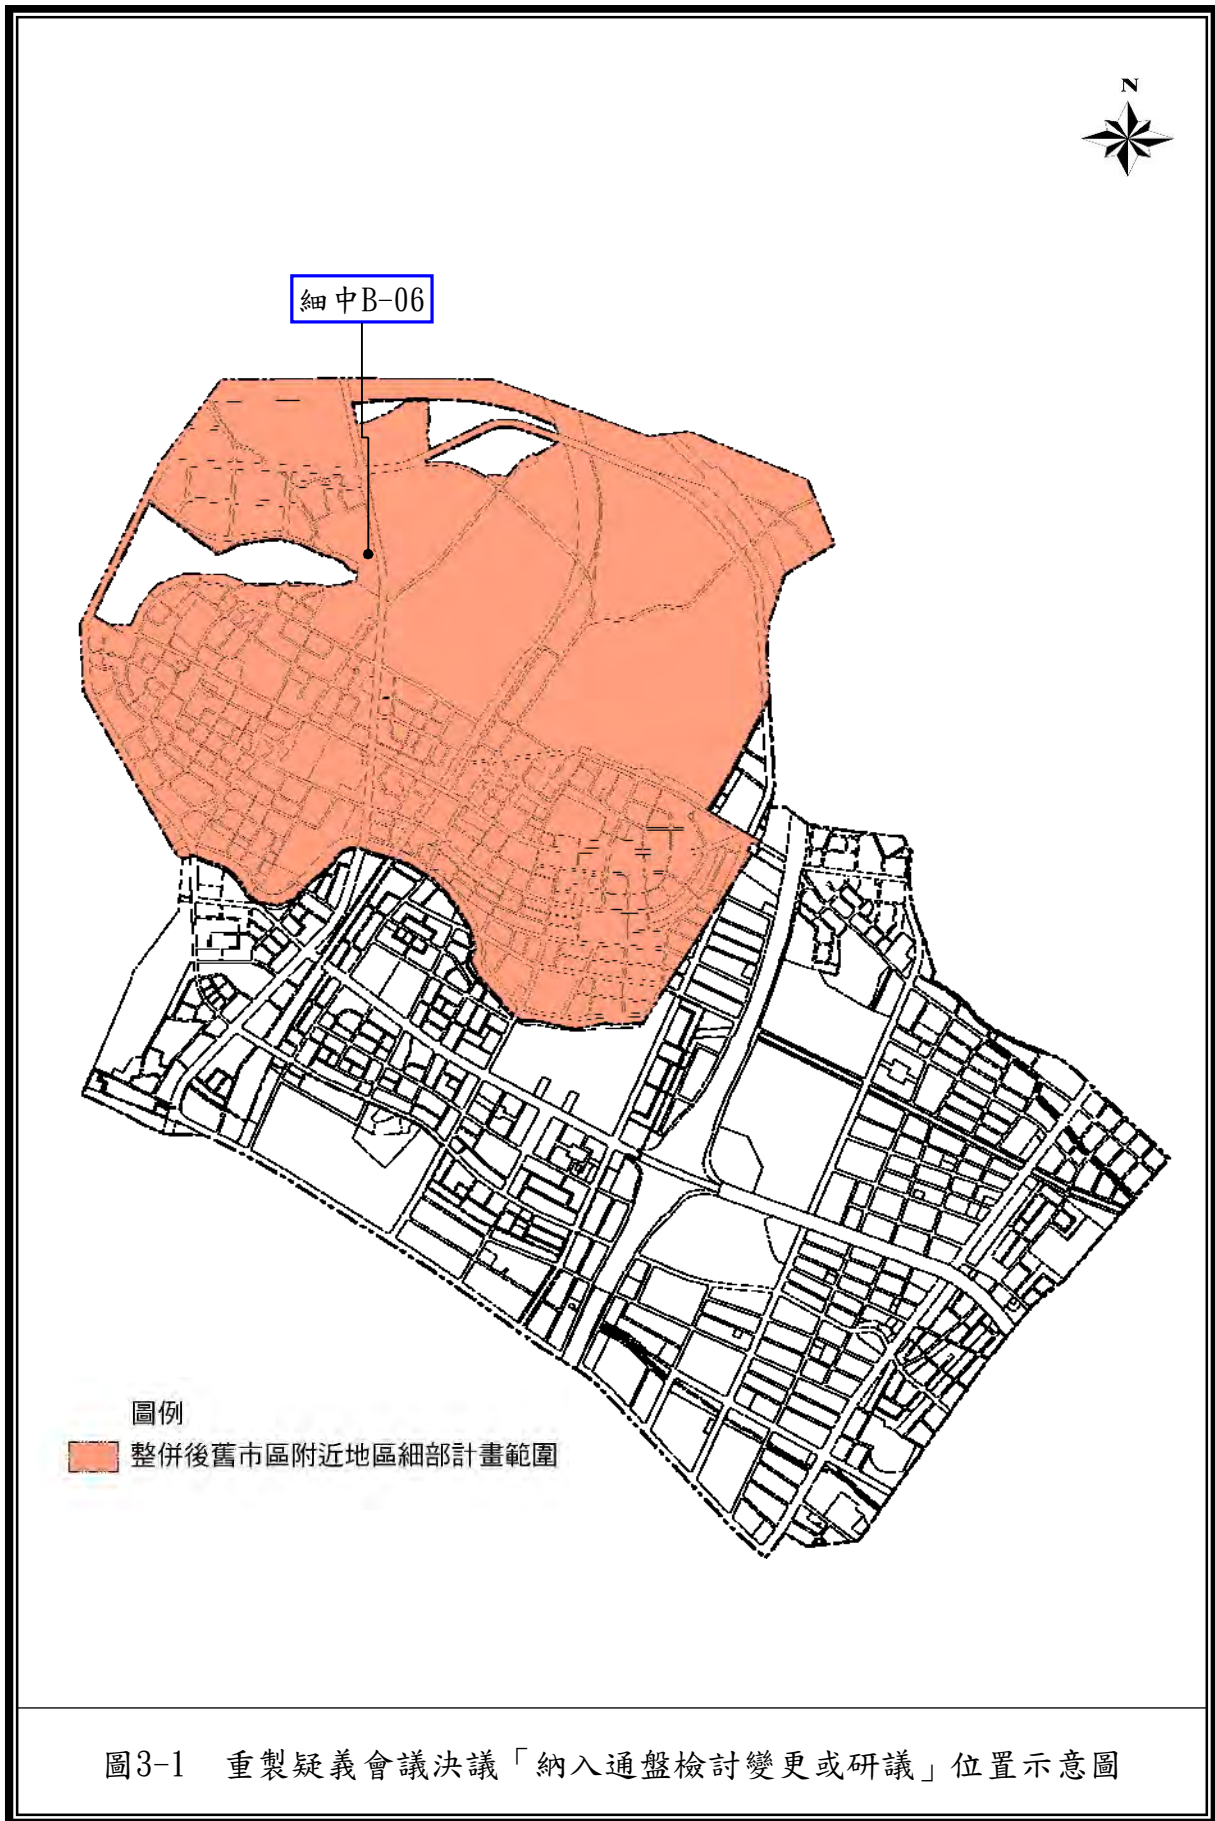 N
細中B-06
圖例
整併後舊市區附近地區細部計畫範圍
圖3-1 重製疑義會議決議「納入通盤檢討變更或研議」位置示意圖